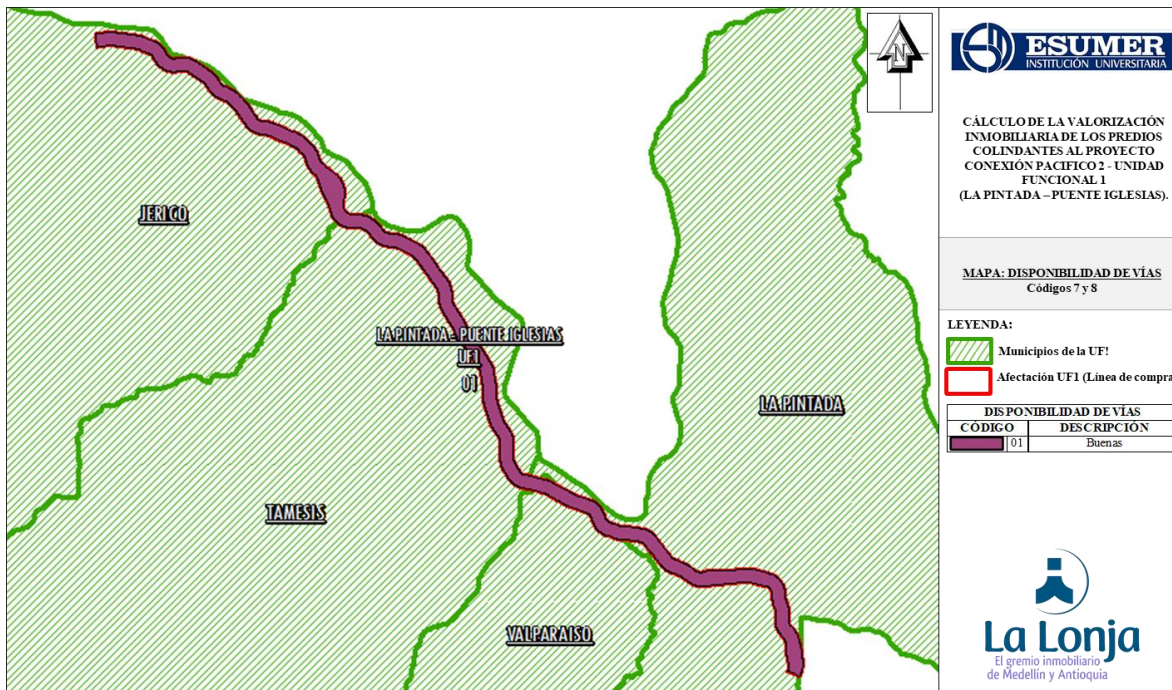 JERICO
LA PINTADA - PUENTE IGLESIAS
UF1
01
LA PINTADA
TAMESIS
VALPARAISO
N
ESUMER
INSTITUCIÓN UNIVERSITARIA
CÁLCULO DE LA VALORIZACIÓN
INMOBILIARIA DE LOS PREDIOS
COLINDANTES AL PROYECTO
CONEXIÓN PACIFICO 2 - UNIDAD
FUNCIONAL 1
(LA PINTADA – PUENTE IGLESIAS).
MAPA: DISPONIBILIDAD DE VÍAS
Códigos 7 y 8
LEYENDA:
Municipios de la UF!
Afectación UF1 (Línea de compra
DISPONIBILIDAD DE VÍAS
CÓDIGO DESCRIPCIÓN
01 Buenas
La Lonja
El gremio inmobiliario
de Medellín y Antioquia